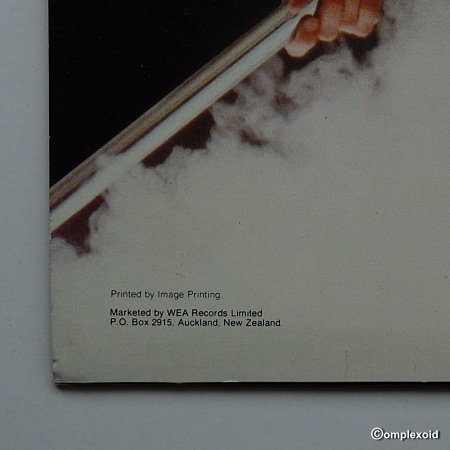 Printed by Image Printing.
Marketed by WEA Records Limited
P.O. Box 2915, Auckland, New Zealand.
©omplexoid